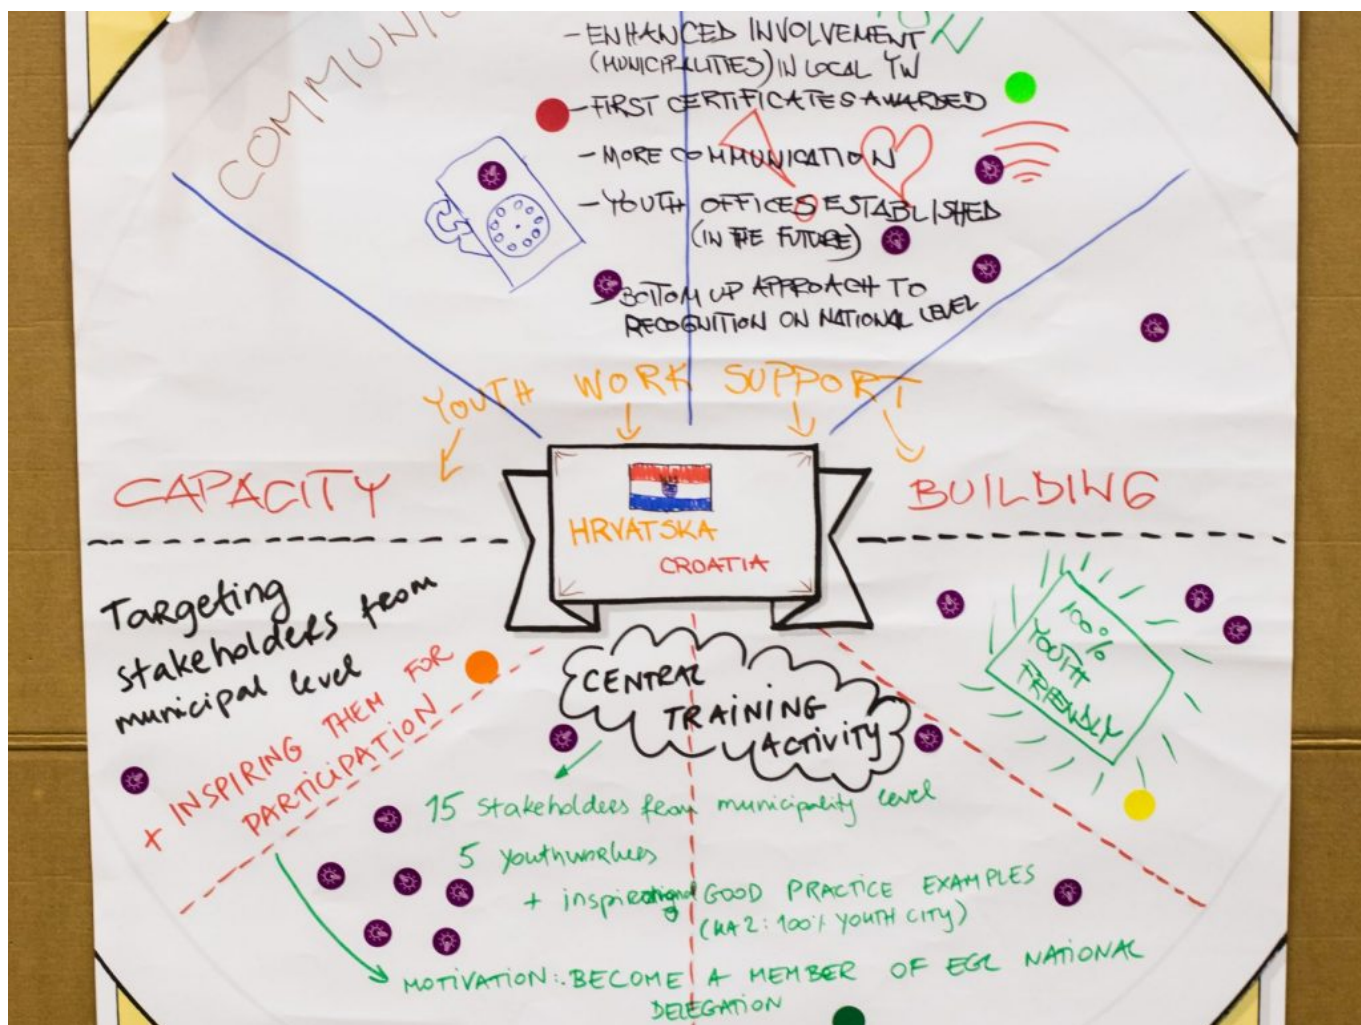 - ENHANCED INVOLVEMENT
(MUNICIPALITIES) IN LOCAL YW
- FIRST CERTIFICATES AWARDED
- MORE COMMUNICATION
- YOUTH OFFICES ESTABLISHED
(IN THE FUTURE)
- BOTTOM UP APPROACH TO
RECOGNITION ON NATIONAL LEVEL
YOUTH WORK SUPPORT
CAPACITY BUILDING
HRVATSKA
CROATIA
Targeting
stakeholders from
municipal level
+ INSPIRING THEM FOR
PARTICIPATION
CENTRAL
TRAINING
ACTIVITY
100%
YOUTH
FRIENDLY
15 stakeholders from municipality level
5 youthworkers
+ GOOD PRACTICE EXAMPLES
(KA2: 100% YOUTH CITY)
MOTIVATION: BECOME A MEMBER OF EGL NATIONAL
DELEGATION